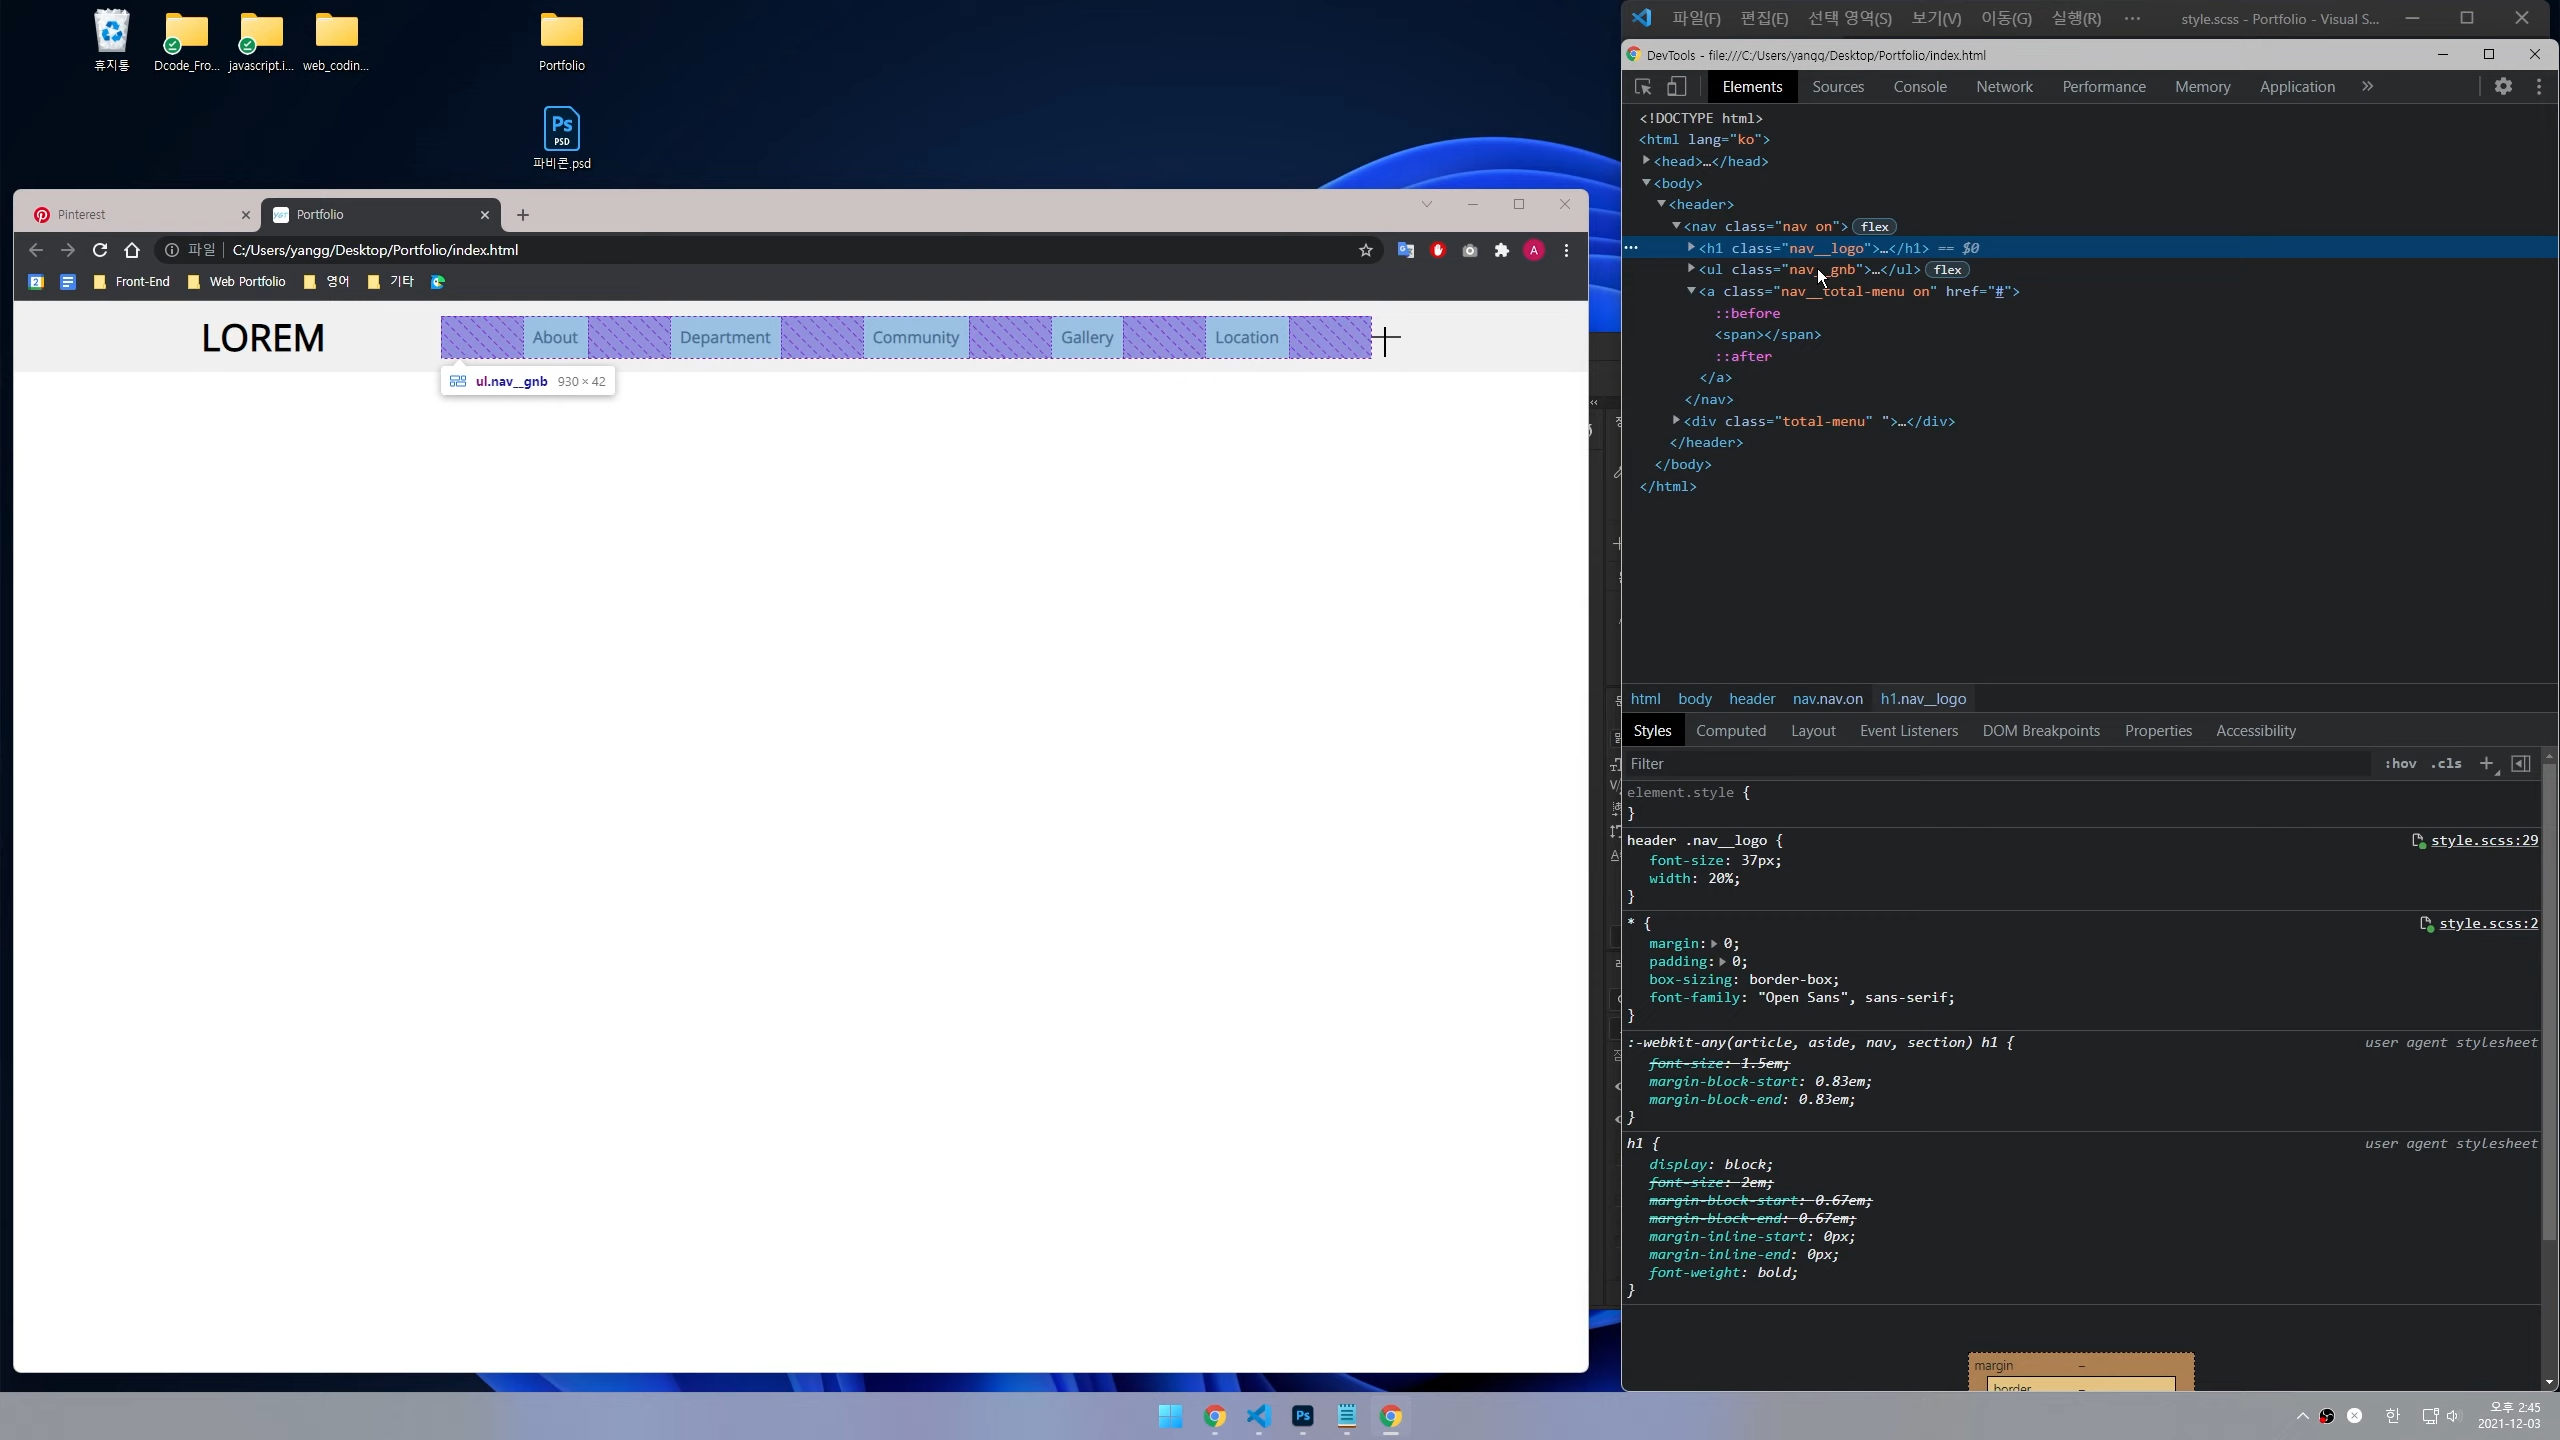 휴지통
Dcode_Fro...
javascript.i...
web_codin...
Portfolio
Ps
PSD
파비콘.psd
파일(F)
편집(E)
선택 영역(S)
보기(V)
이동(G)
실행(R)
···
style.scss - Portfolio - Visual S...
DevTools - file:///C:/Users/yangg/Desktop/Portfolio/index.html
Elements
Sources
Console
Network
Performance
Memory
Application
»
<!DOCTYPE html>
<html lang="ko">
<head>…</head>
<body>
<header>
<nav class="nav on"> flex
<h1 class="nav__logo">…</h1> == $0
<ul class="nav__gnb">…</ul> flex
<a class="nav__total-menu on" href="#">
::before
<span></span>
::after
</a>
</nav>
<div class="total-menu" ">…</div>
</header>
</body>
</html>
Pinterest
Portfolio
파일
C:/Users/yangg/Desktop/Portfolio/index.html
A
Front-End
Web Portfolio
영어
기타
LOREM
About
Department
Community
Gallery
Location
ul.nav__gnb 930 × 42
html
body
header
nav.nav.on
h1.nav__logo
Styles
Computed
Layout
Event Listeners
DOM Breakpoints
Properties
Accessibility
Filter
:hov
.cls
element.style {
}
header .nav__logo {
style.scss:29
font-size: 37px;
width: 20%;
}
* {
style.scss:2
margin: 0;
padding: 0;
box-sizing: border-box;
font-family: "Open Sans", sans-serif;
}
:-webkit-any(article, aside, nav, section) h1 {
user agent stylesheet
font-size: 1.5em;
margin-block-start: 0.83em;
margin-block-end: 0.83em;
}
h1 {
user agent stylesheet
display: block;
font-size: 2em;
margin-block-start: 0.67em;
margin-block-end: 0.67em;
margin-inline-start: 0px;
margin-inline-end: 0px;
font-weight: bold;
}
margin
–
border
–
Ps
한
오후 2:45
2021-12-03